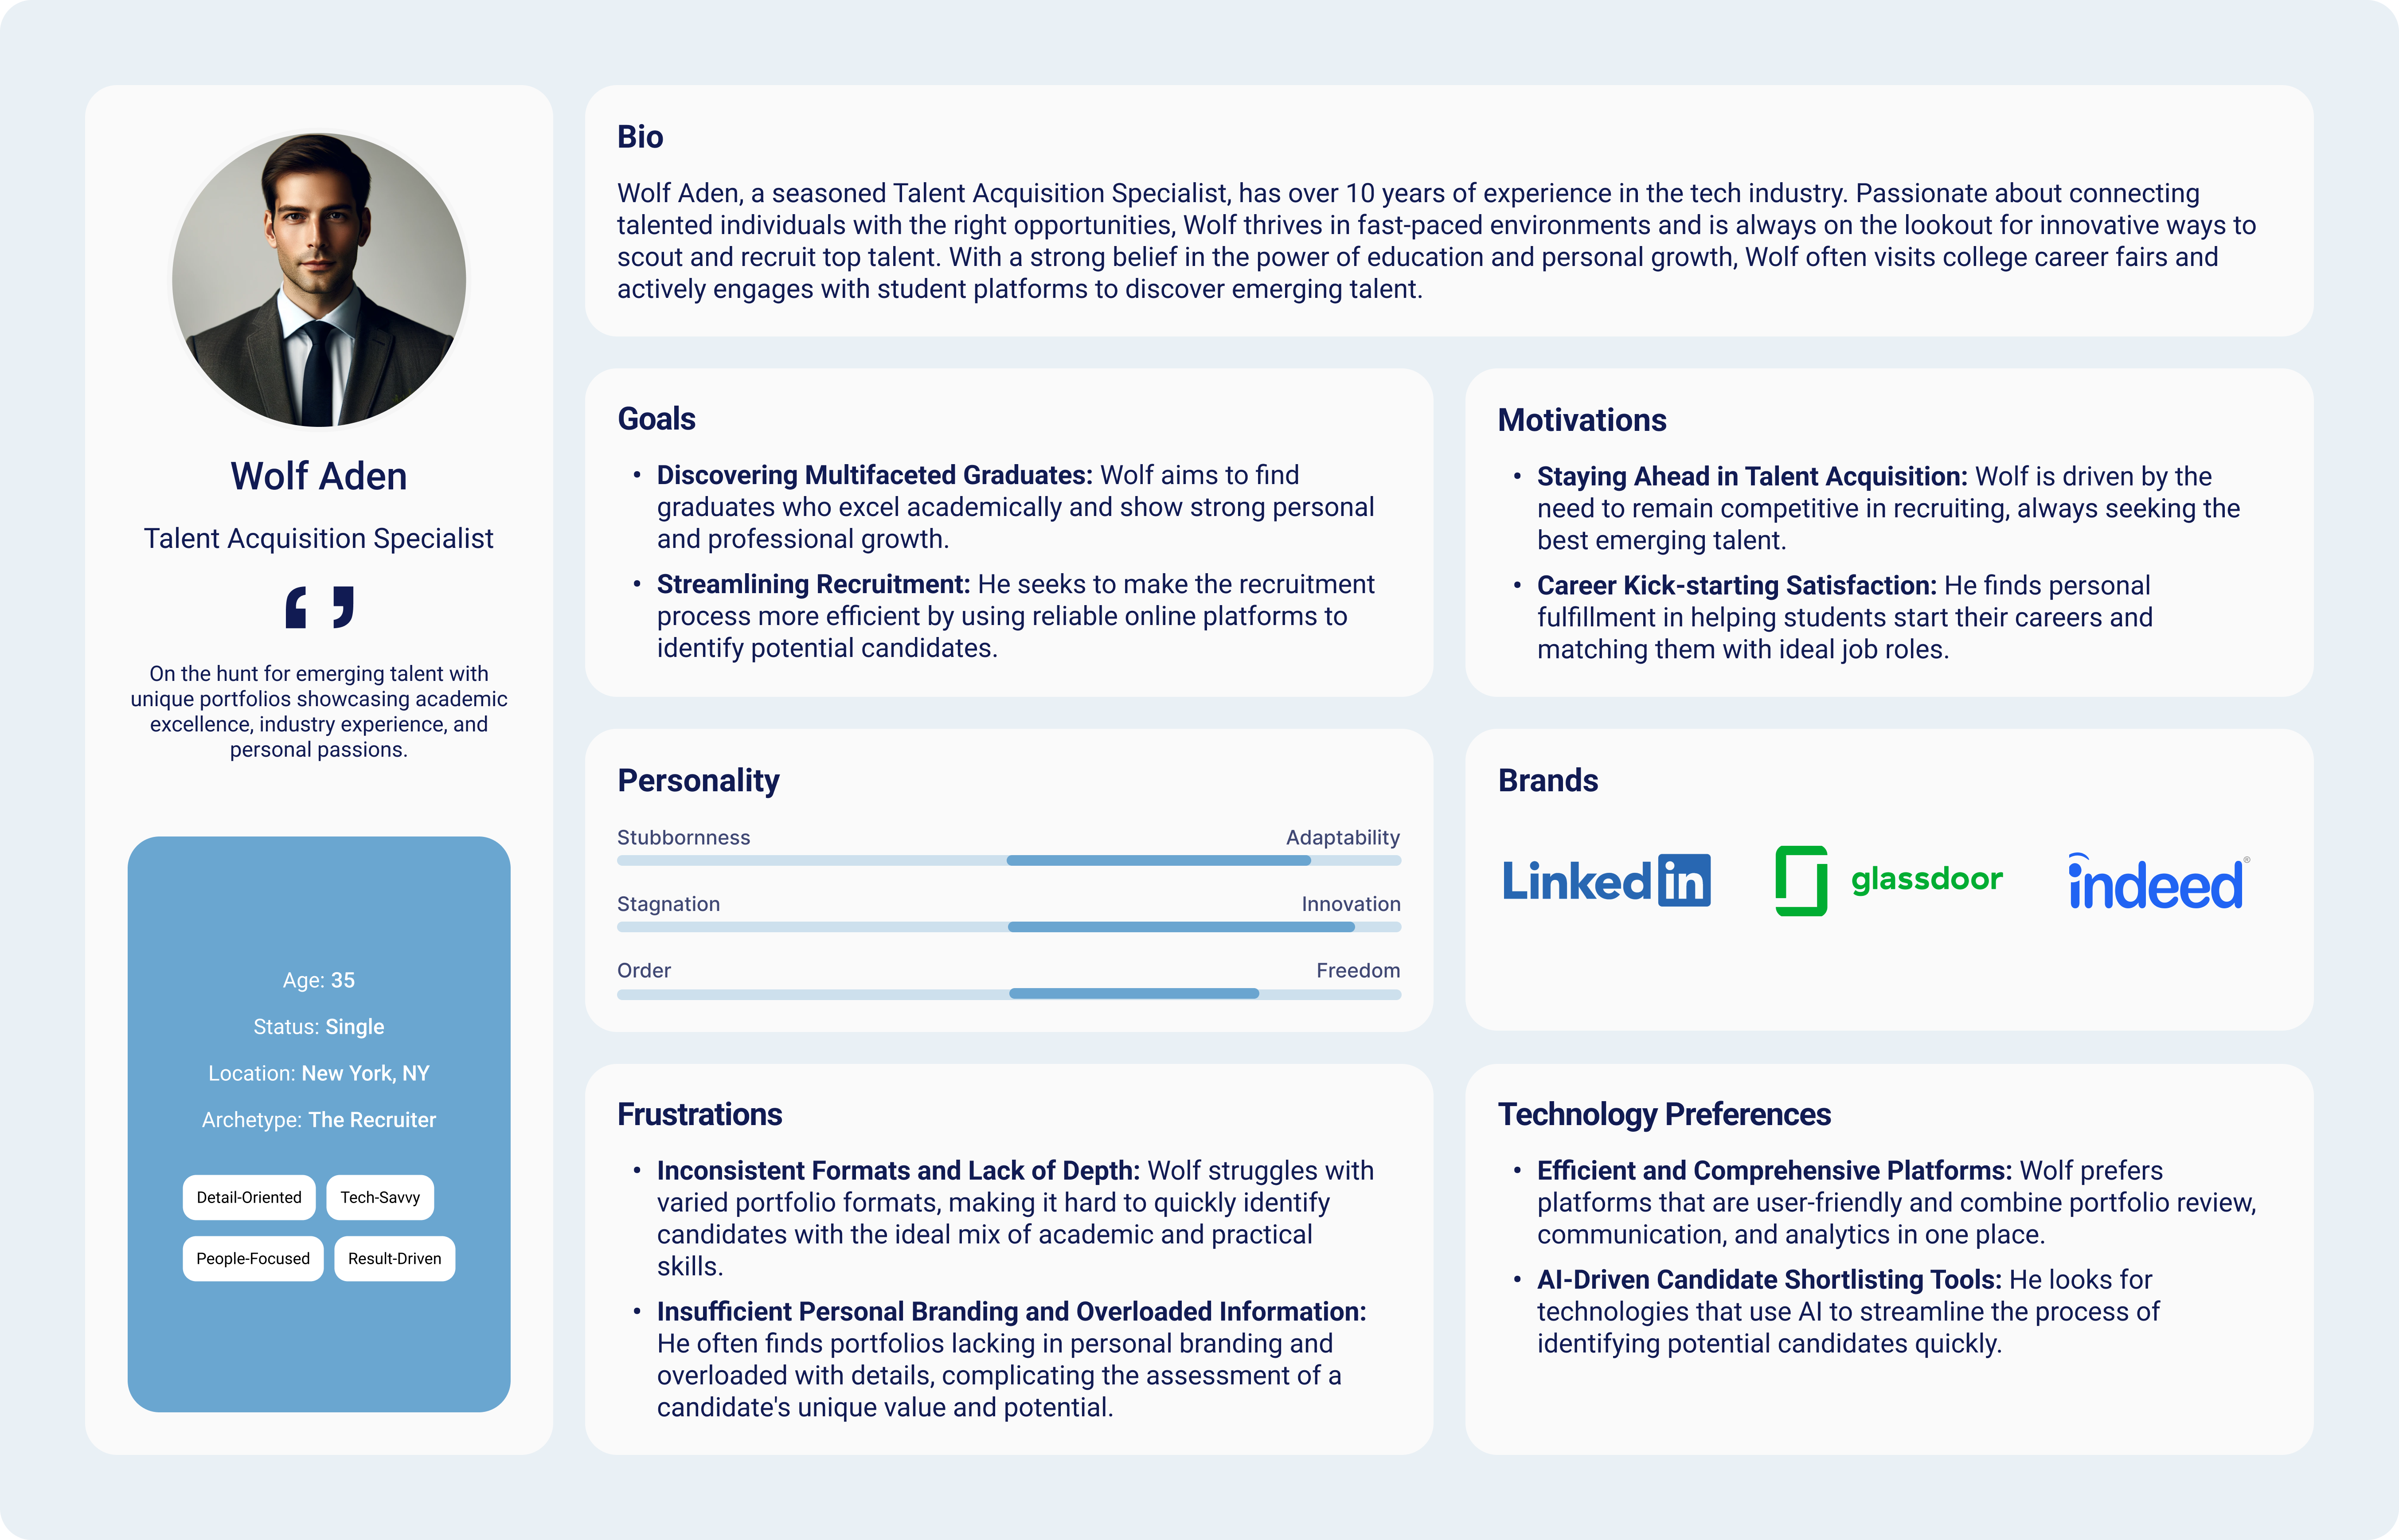 Wolf Aden
Talent Acquisition Specialist
“ ”
On the hunt for emerging talent with
unique portfolios showcasing academic
excellence, industry experience, and
personal passions.
Age: 35
Status: Single
Location: New York, NY
Archetype: The Recruiter
Detail-Oriented Tech-Savvy
People-Focused Result-Driven
Bio
Wolf Aden, a seasoned Talent Acquisition Specialist, has over 10 years of experience in the tech industry. Passionate about connecting
talented individuals with the right opportunities, Wolf thrives in fast-paced environments and is always on the lookout for innovative ways to
scout and recruit top talent. With a strong belief in the power of education and personal growth, Wolf often visits college career fairs and
actively engages with student platforms to discover emerging talent.
Goals
• Discovering Multifaceted Graduates: Wolf aims to find
graduates who excel academically and show strong personal
and professional growth.
• Streamlining Recruitment: He seeks to make the recruitment
process more efficient by using reliable online platforms to
identify potential candidates.
Motivations
• Staying Ahead in Talent Acquisition: Wolf is driven by the
need to remain competitive in recruiting, always seeking the
best emerging talent.
• Career Kick-starting Satisfaction: He finds personal
fulfillment in helping students start their careers and
matching them with ideal job roles.
Personality
Stubbornness Adaptability
Stagnation Innovation
Order Freedom
Brands
Linked in glassdoor indeed®
Frustrations
• Inconsistent Formats and Lack of Depth: Wolf struggles with
varied portfolio formats, making it hard to quickly identify
candidates with the ideal mix of academic and practical
skills.
• Insufficient Personal Branding and Overloaded Information:
He often finds portfolios lacking in personal branding and
overloaded with details, complicating the assessment of a
candidate's unique value and potential.
Technology Preferences
• Efficient and Comprehensive Platforms: Wolf prefers
platforms that are user-friendly and combine portfolio review,
communication, and analytics in one place.
• AI-Driven Candidate Shortlisting Tools: He looks for
technologies that use AI to streamline the process of
identifying potential candidates quickly.